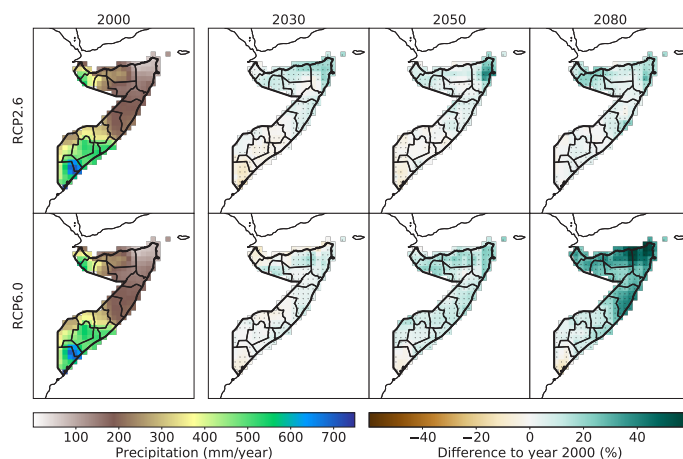 2000 2030 2050 2080
RCP2.6
RCP6.0
100 200 300 400 500 600 700
Precipitation (mm/year)
−40 −20 0 20 40
Difference to year 2000 (%)